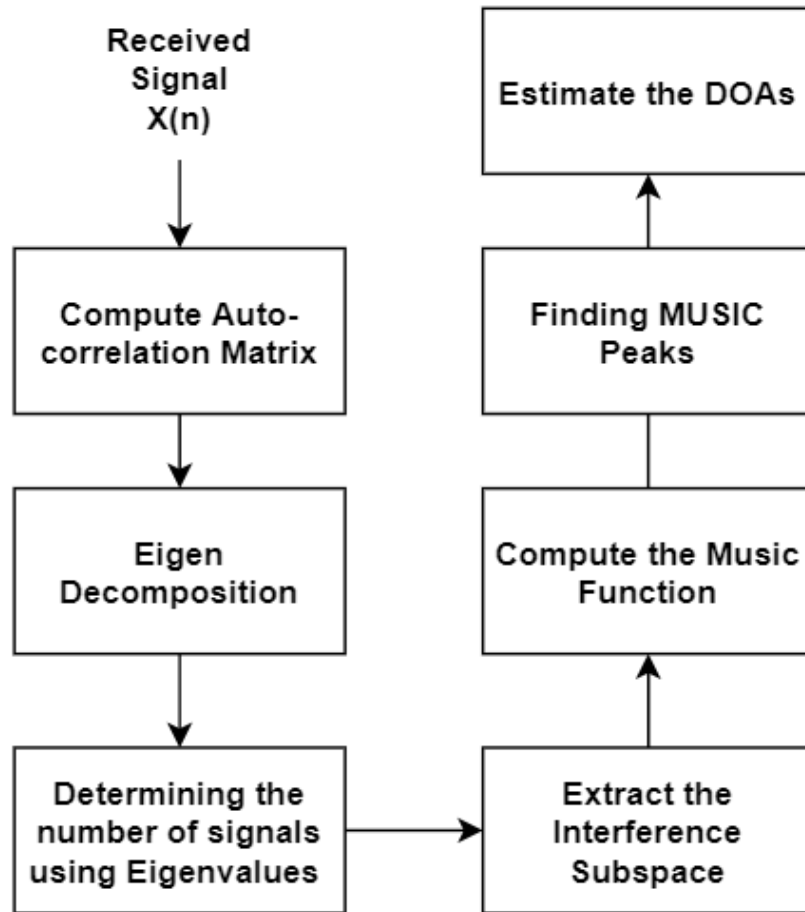 Received
Signal
X(n)
Compute Auto-
correlation Matrix
Eigen
Decomposition
Determining the
number of signals
using Eigenvalues
Extract the
Interference
Subspace
Compute the Music
Function
Finding MUSIC
Peaks
Estimate the DOAs